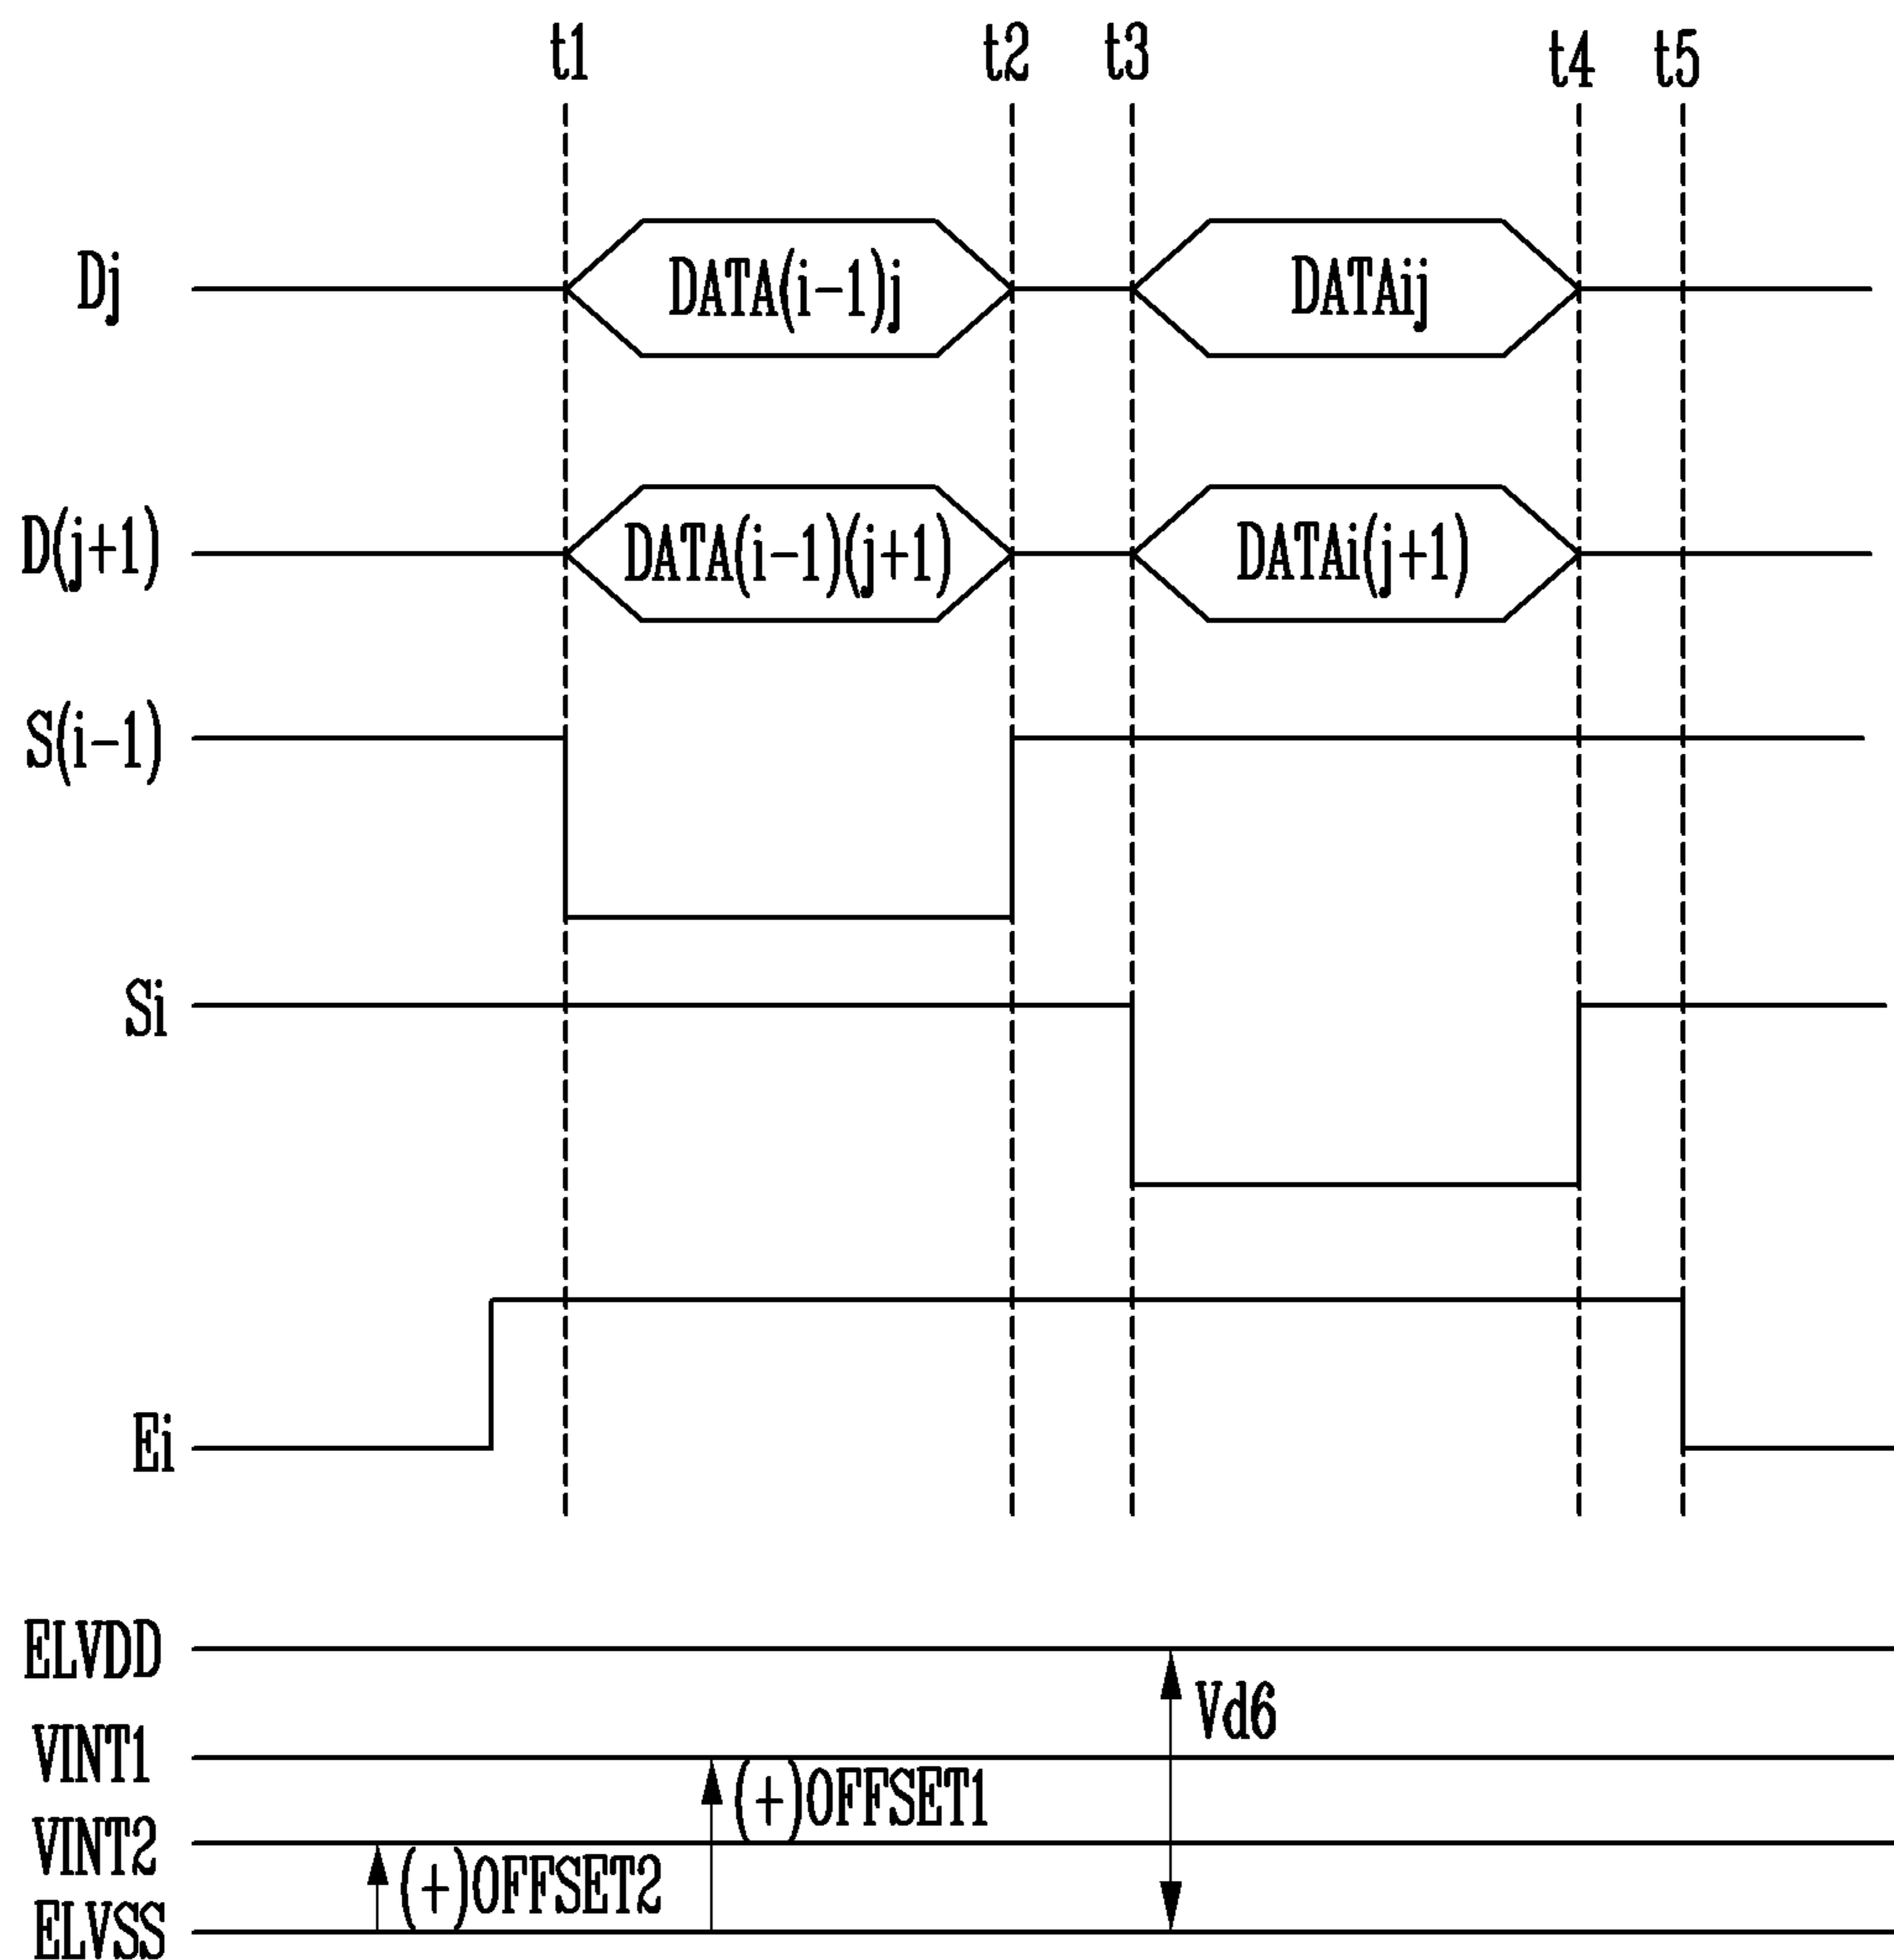 t1 t2 t3 t4 t5
Dj DATA(i-1)j DATAij
D(j+1) DATA(i-1)(j+1) DATAi(j+1)
S(i-1)
Si
Ei
ELVDD
Vd6
VINT1
(+)OFFSET1
VINT2
(+)OFFSET2
ELVSS